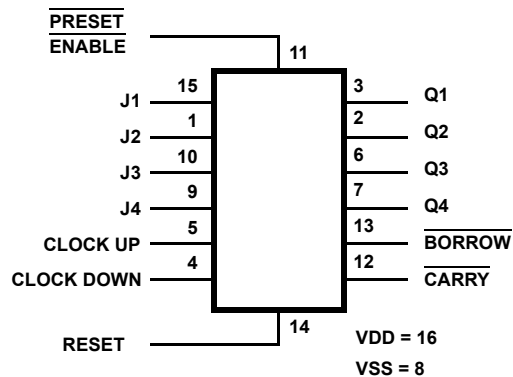 PRESET
ENABLE
11
J1 15 3 Q1
J2 1 2 Q2
J3 10 6 Q3
J4 9 7 Q4
CLOCK UP 5 13 BORROW
CLOCK DOWN 4 12 CARRY
RESET 14
VDD = 16
VSS = 8